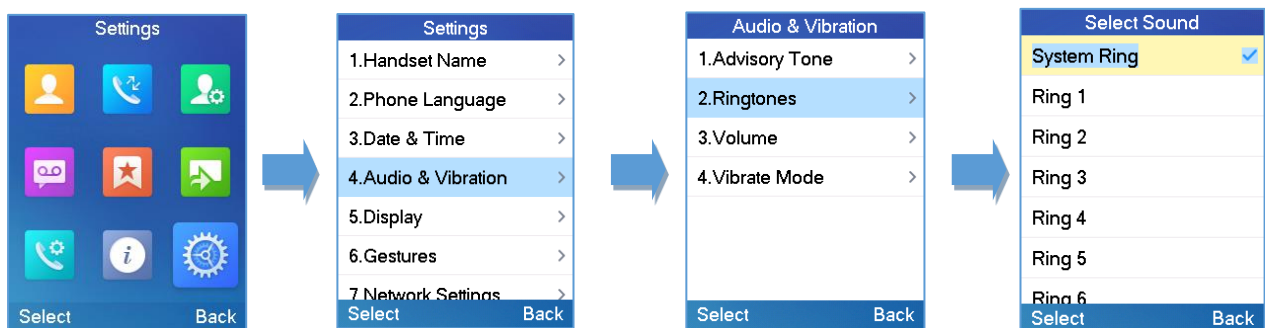 Settings
Select Back
Settings
1.Handset Name
2.Phone Language
3.Date & Time
4.Audio & Vibration
5.Display
6.Gestures
7.Network Settings
Select Back
Audio & Vibration
1.Advisory Tone
2.Ringtones
3.Volume
4.Vibrate Mode
Select Back
Select Sound
System Ring
Ring 1
Ring 2
Ring 3
Ring 4
Ring 5
Ring 6
Select Back